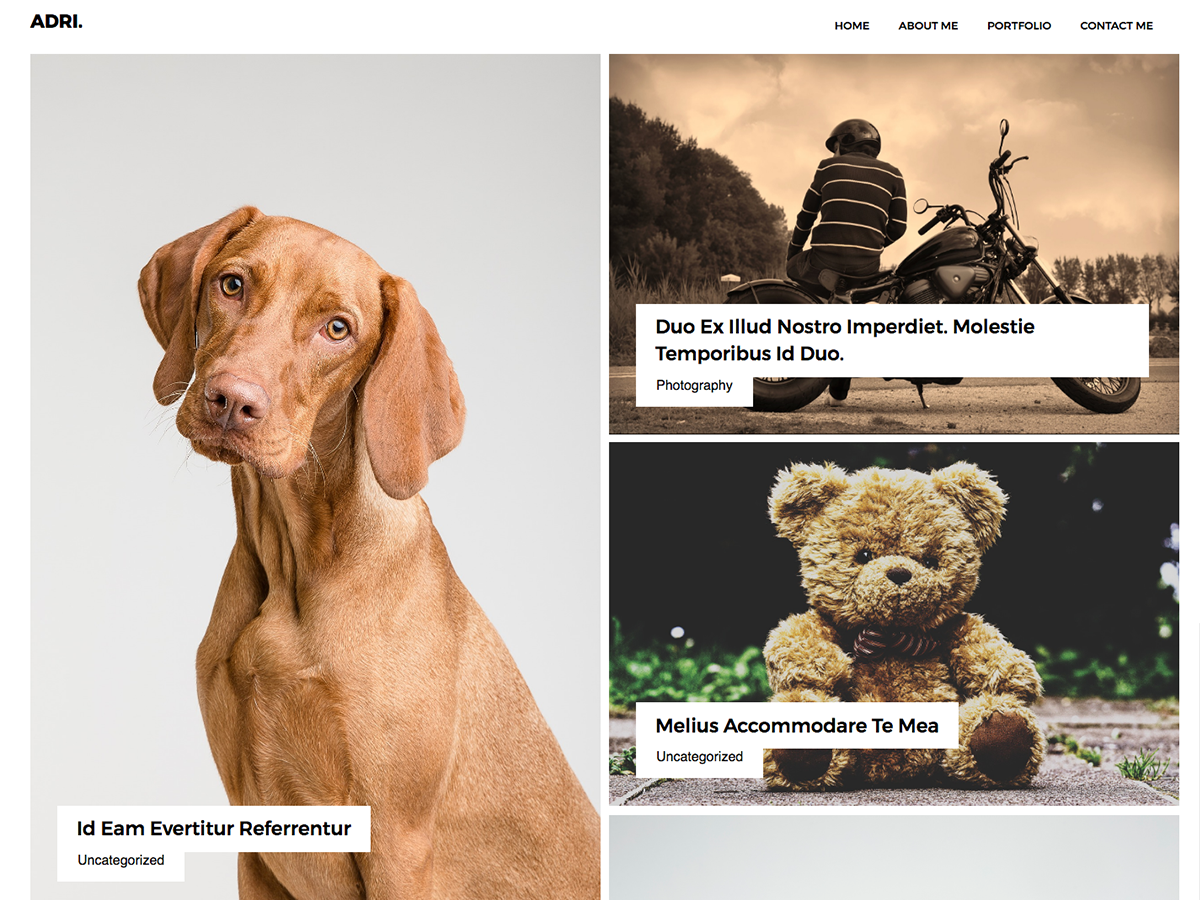 ADRI.
HOME ABOUT ME PORTFOLIO CONTACT ME
Duo Ex Illud Nostro Imperdiet. Molestie
Temporibus Id Duo.
Photography
Melius Accommodare Te Mea
Uncategorized
Id Eam Evertitur Referrentur
Uncategorized